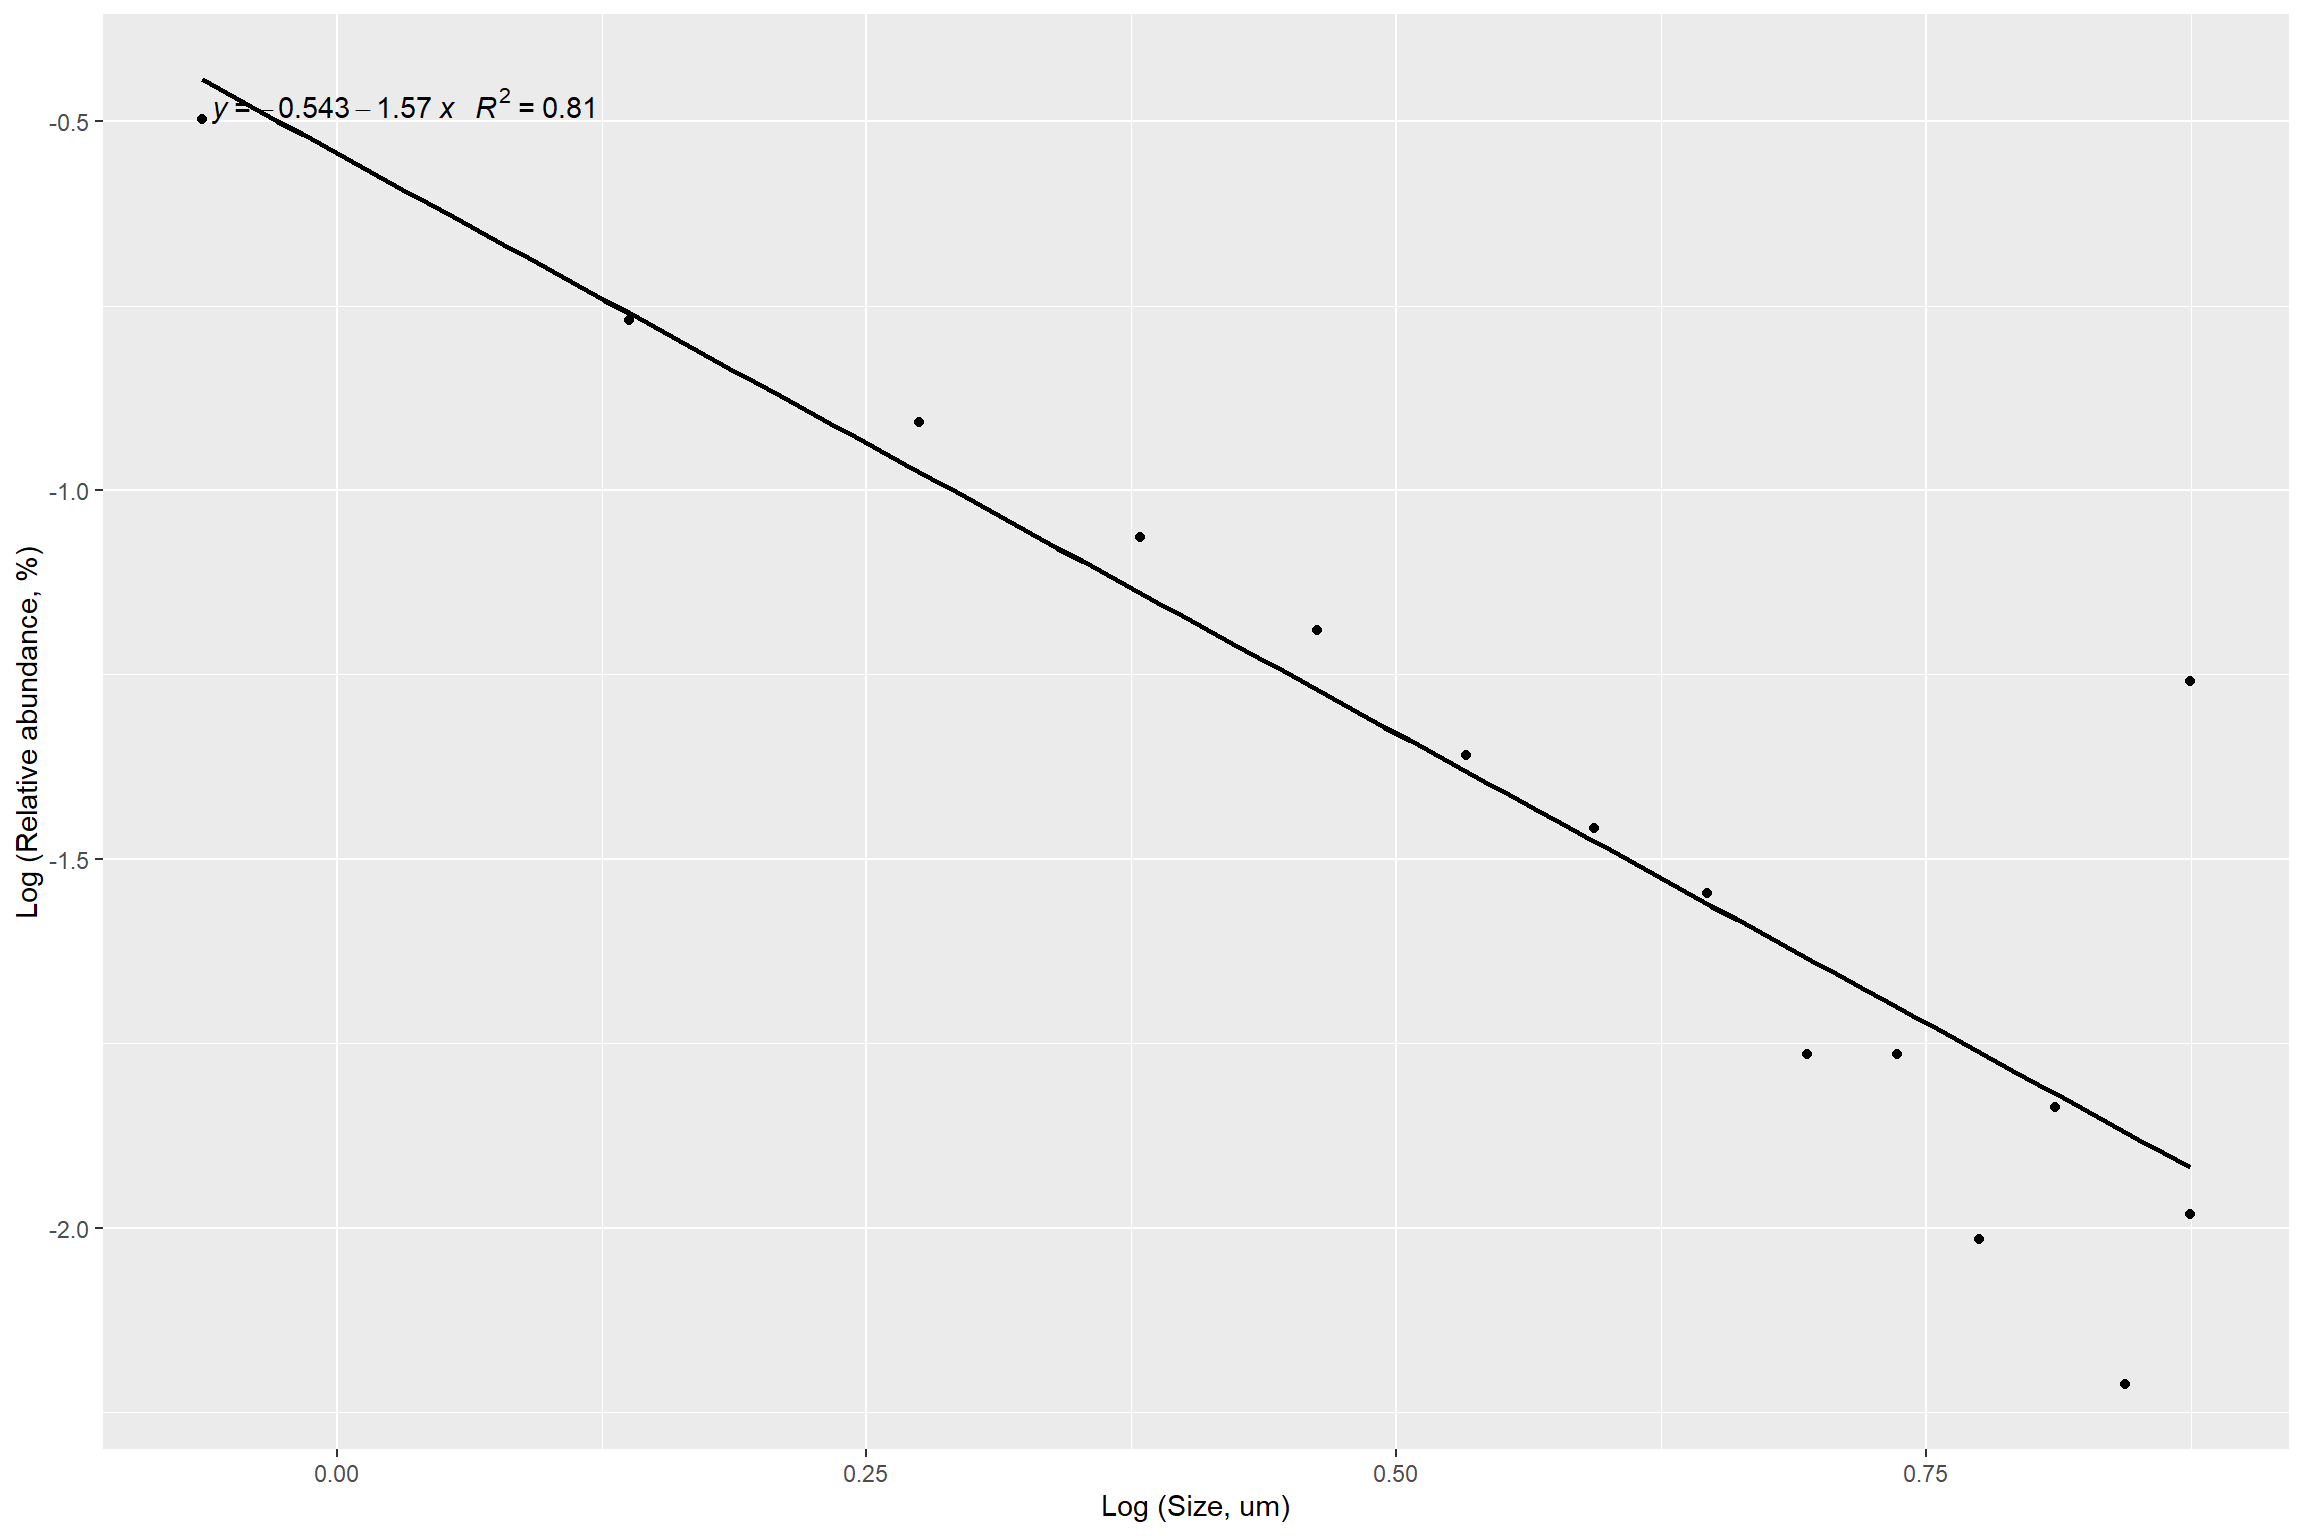 y = − 0.543 − 1.57 x R² = 0.81
-0.5
-1.0
-1.5
-2.0
Log (Relative abundance, %)
0.00 0.25 0.50 0.75
Log (Size, um)